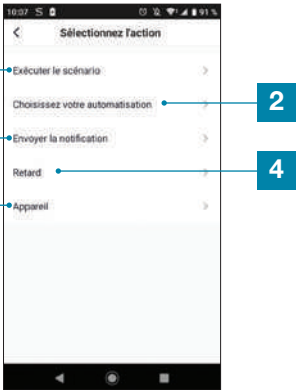 10:07 S 91 %
Sélectionnez l'action
Exécuter le scénario
Choisissez votre automatisation
2
Envoyer la notification
Retard
4
Appareil